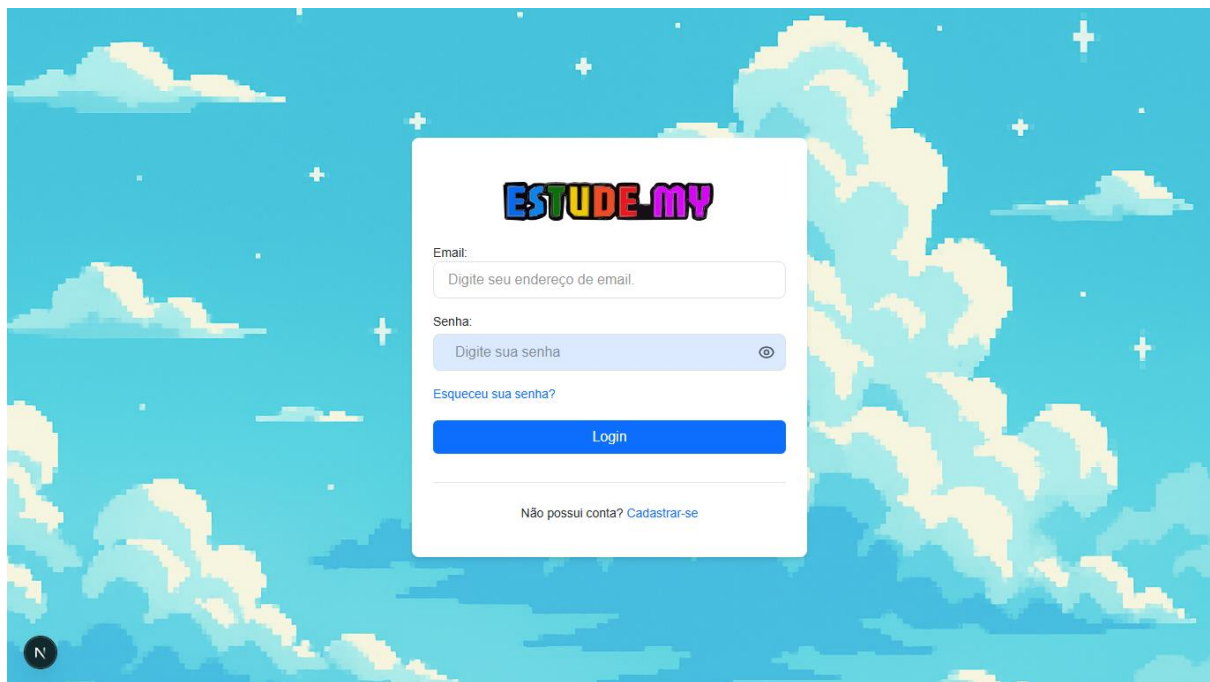 ESTUDE-MY
Email:
Digite seu endereço de email.
Senha:
Digite sua senha
Esqueceu sua senha?
Login
Não possui conta? Cadastrar-se
N